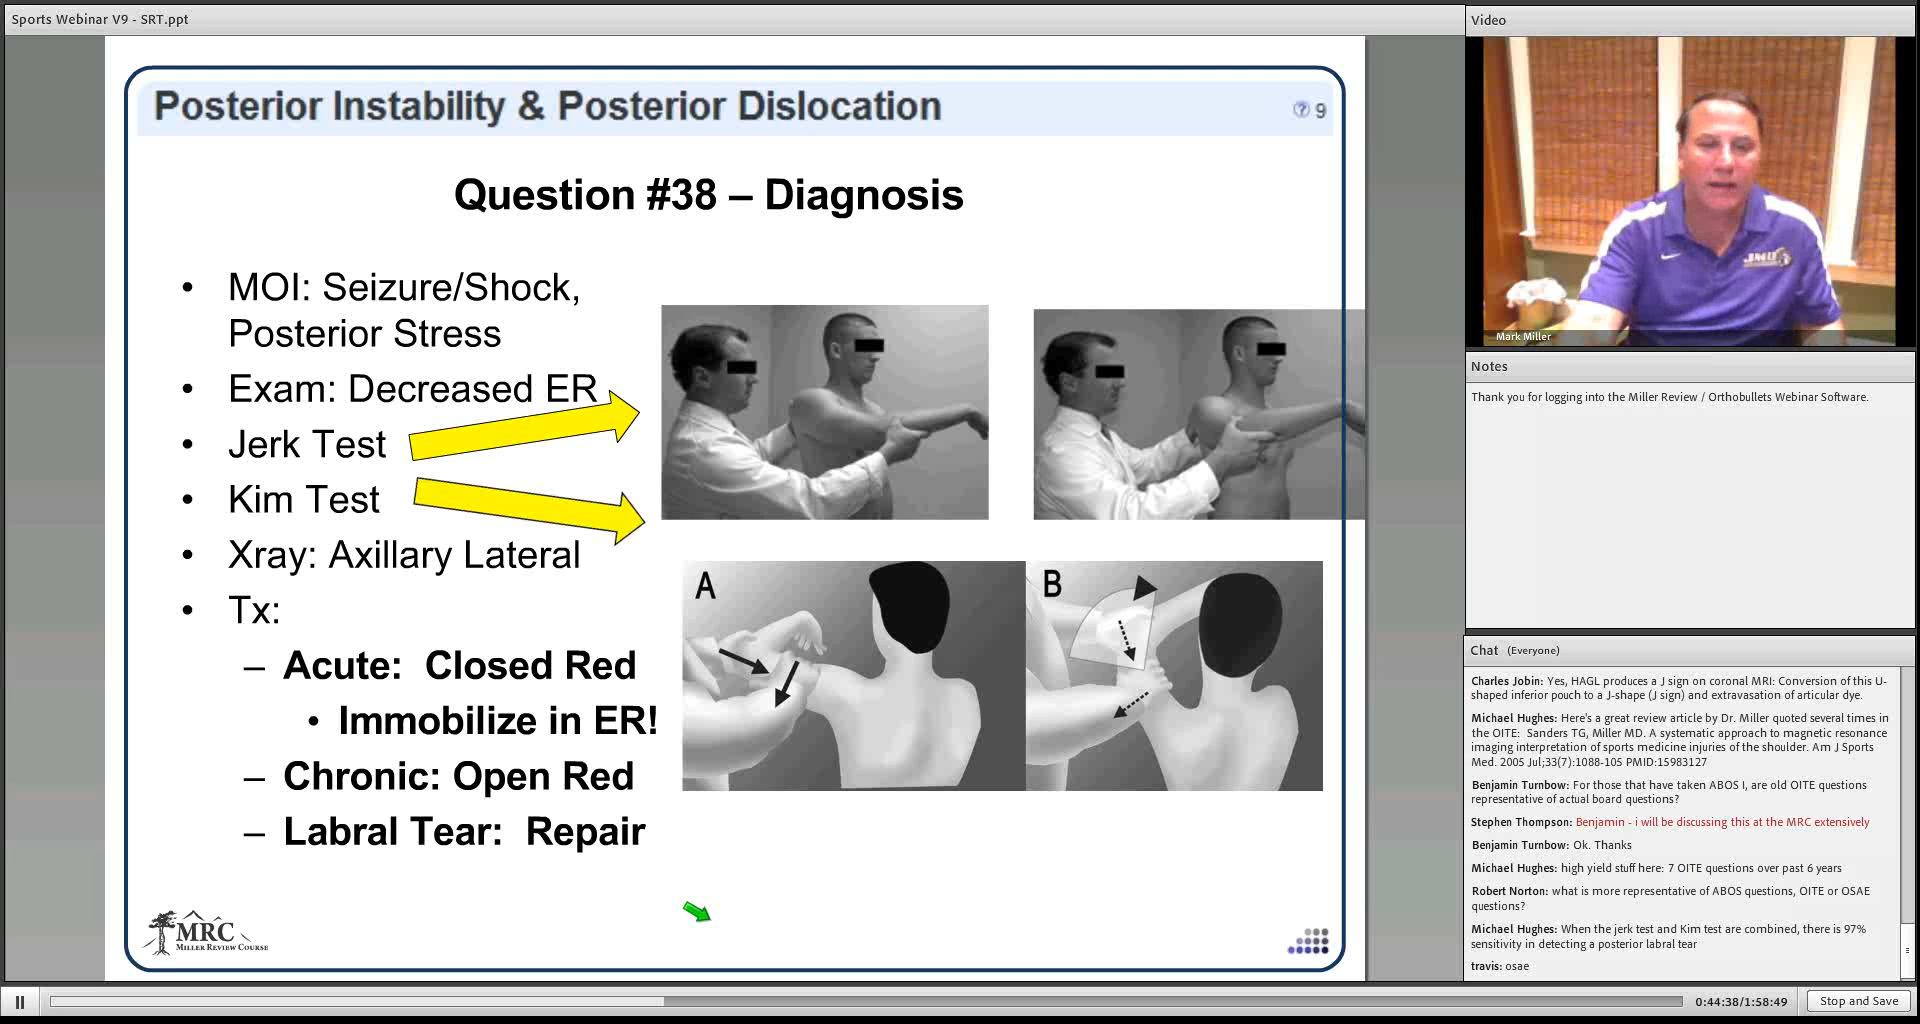 Sports Webinar V9 - SRT.ppt
Posterior Instability & Posterior Dislocation
? 9
Question #38 – Diagnosis
• MOI: Seizure/Shock,
Posterior Stress
• Exam: Decreased ER
• Jerk Test
• Kim Test
• Xray: Axillary Lateral
• Tx:
– Acute: Closed Red
• Immobilize in ER!
– Chronic: Open Red
– Labral Tear: Repair
A
B
MRC
MILLER REVIEW COURSE
Video
JMU
Mark Miller
Notes
Thank you for logging into the Miller Review / Orthobullets Webinar Software.
Chat (Everyone)
Charles Jobin: Yes, HAGL produces a J sign on coronal MRI: Conversion of this U-
shaped inferior pouch to a J-shape (J sign) and extravasation of articular dye.
Michael Hughes: Here's a great review article by Dr. Miller quoted several times in
the OITE: Sanders TG, Miller MD. A systematic approach to magnetic resonance
imaging interpretation of sports medicine injuries of the shoulder. Am J Sports
Med. 2005 Jul;33(7):1088-105 PMID:15983127
Benjamin Turnbow: For those that have taken ABOS I, are old OITE questions
representative of actual board questions?
Stephen Thompson: Benjamin - i will be discussing this at the MRC extensively
Benjamin Turnbow: Ok. Thanks
Michael Hughes: high yield stuff here: 7 OITE questions over past 6 years
Robert Norton: what is more representative of ABOS questions, OITE or OSAE
questions?
Michael Hughes: When the jerk test and Kim test are combined, there is 97%
sensitivity in detecting a posterior labral tear
travis: osae
0:44:38/1:58:49
Stop and Save